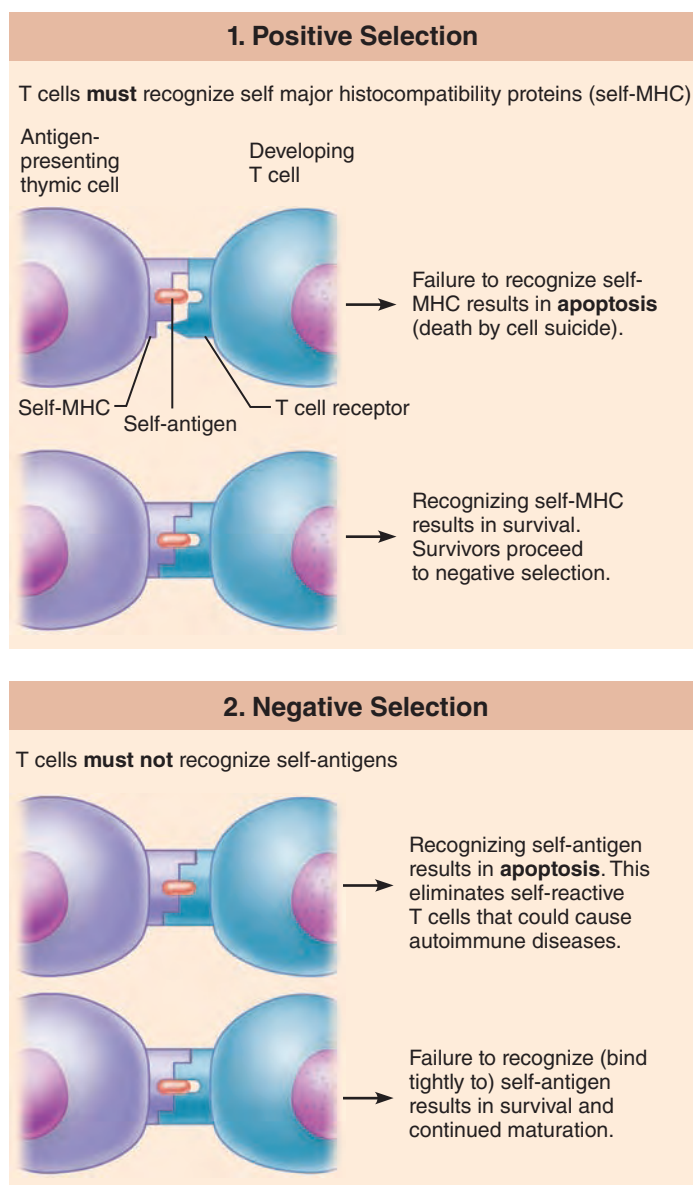 1. Positive Selection
T cells must recognize self major histocompatibility proteins (self-MHC)
Antigen-
presenting
thymic cell
Developing
T cell
Failure to recognize self-
MHC results in apoptosis
(death by cell suicide).
Self-MHC
Self-antigen
T cell receptor
Recognizing self-MHC
results in survival.
Survivors proceed
to negative selection.
2. Negative Selection
T cells must not recognize self-antigens
Recognizing self-antigen
results in apoptosis. This
eliminates self-reactive
T cells that could cause
autoimmune diseases.
Failure to recognize (bind
tightly to) self-antigen
results in survival and
continued maturation.